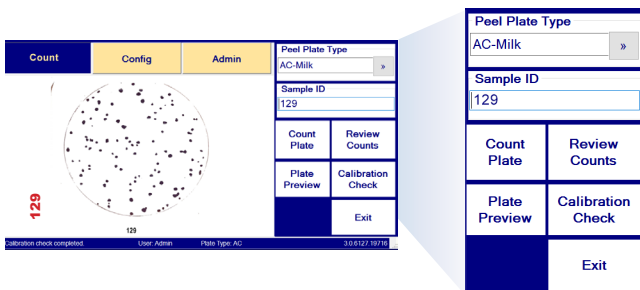 Count
Config
Admin
Peel Plate Type
AC-Milk
»
Sample ID
129
Count
Plate
Review
Counts
Plate
Preview
Calibration
Check
Exit
129
129
Calibration check completed.
User: Admin
Plate Type: AC
3.0.6127.19716
Peel Plate Type
AC-Milk
»
Sample ID
129
Count
Plate
Review
Counts
Plate
Preview
Calibration
Check
Exit